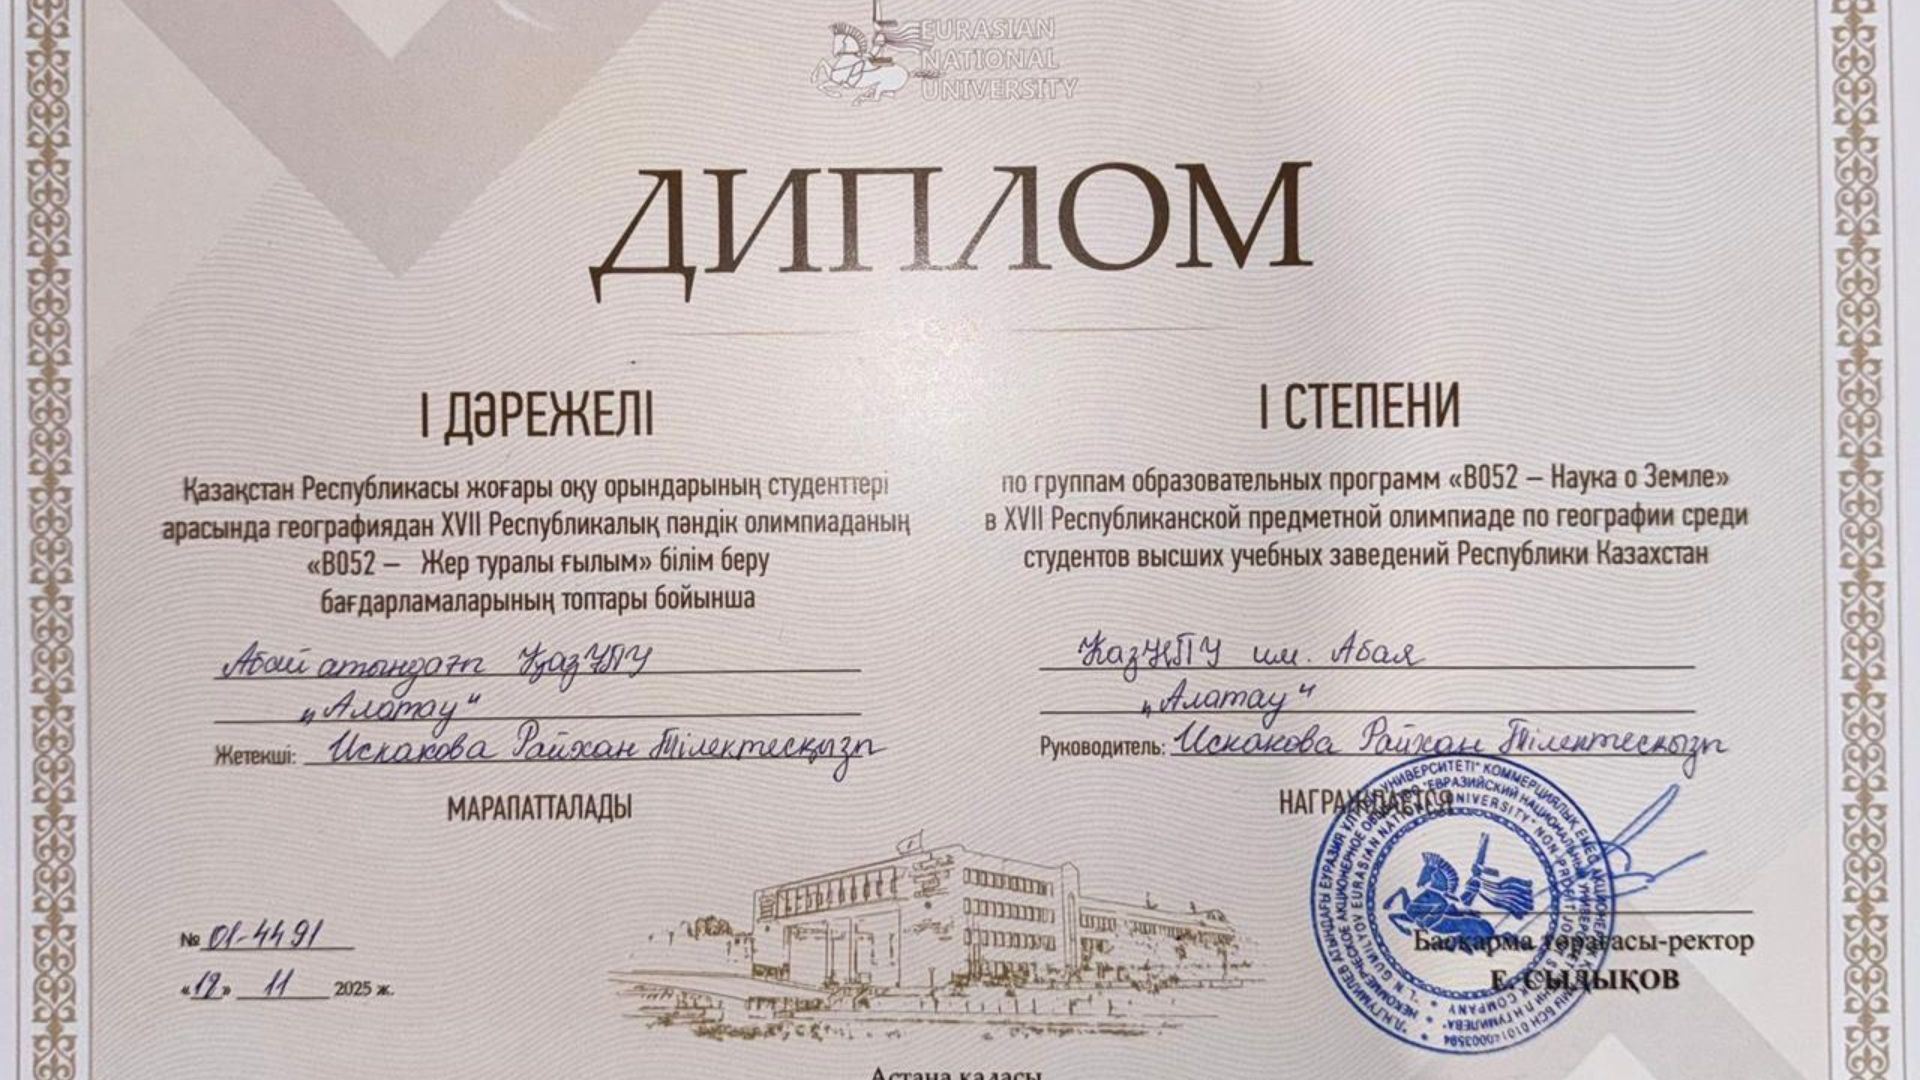 EURASIAN
NATIONAL
UNIVERSITY
ДИПЛОМ
І ДӘРЕЖЕЛІ
Қазақстан Республикасы жоғары оқу орындарының студенттері
арасында географиядан XVII Республикалық пәндік олимпиаданың
«В052 – Жер туралы ғылым» білім беру
бағдарламаларының топтары бойынша
Абай атындағы ҚазҰПУ
„Алатау"
Жетекші: Искакова Райхан Тілектесқызы
МАРАПАТТАЛАДЫ
I СТЕПЕНИ
по группам образовательных программ «В052 – Наука о Земле»
в XVII Республиканской предметной олимпиаде по географии среди
студентов высших учебных заведений Республики Казахстан
КазНПУ им. Абая
„Алатау"
Руководитель: Искакова Райхан Тілектескызы
НАГРАЖДАЕТСЯ
№ 01-4491
11 2025 ж.
Басқарма төрағасы-ректор
Е. СЫДЫҚОВ
Астана қаласы